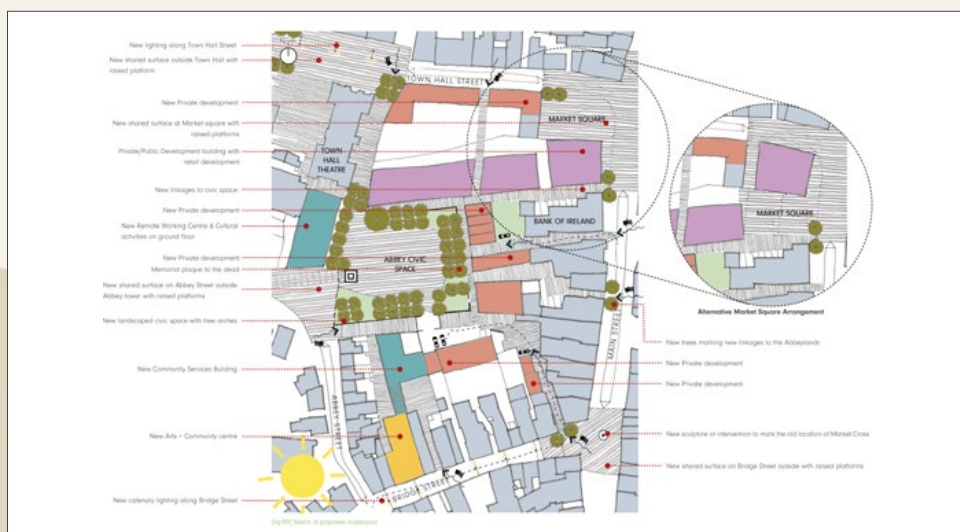 New lighting along Town Hall Street
New shared surface outside Town Hall with
raised platform
New Private development
New shared surface at Market square with
raised platforms
Private/Public Development building with
retail development
New linkages to civic space
New Private development
New Remote Working Centre & Cultural
activities on ground floor
New Private development
Memorial plaque to the dead
New shared surface on Abbey Street outside
Abbey tower with raised platforms
New landscaped civic space with tree arches
New Community Services Building
New Arts - Community centre
New catenary lighting along Bridge Street
TOWN HALL STREET
MARKET SQUARE
TOWN
HALL
THEATRE
BANK OF IRELAND
ABBEY CIVIC
SPACE
MAIN STREET
ABBEY STREET
BRIDGE STREET
MARKET SQUARE
Alternative Market Square Arrangement
New trees marking new linkages to the Abbeylands
New Private development
New Private development
New sculpture or intervention to mark the old location of Market Cross
New shared surface on Bridge Street outside with raised platforms
Sketch of proposed masterplan